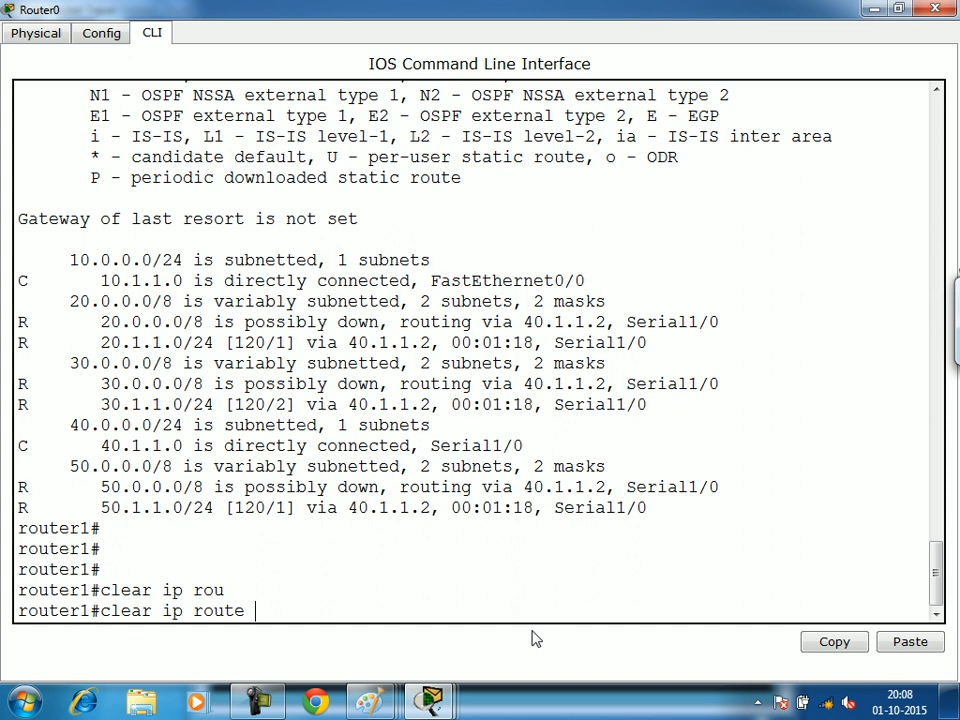 Router0
Physical Config CLI
IOS Command Line Interface
N1 - OSPF NSSA external type 1, N2 - OSPF NSSA external type 2
E1 - OSPF external type 1, E2 - OSPF external type 2, E - EGP
i - IS-IS, L1 - IS-IS level-1, L2 - IS-IS level-2, ia - IS-IS inter area
* - candidate default, U - per-user static route, o - ODR
P - periodic downloaded static route
Gateway of last resort is not set
10.0.0.0/24 is subnetted, 1 subnets
C 10.1.1.0 is directly connected, FastEthernet0/0
20.0.0.0/8 is variably subnetted, 2 subnets, 2 masks
R 20.0.0.0/8 is possibly down, routing via 40.1.1.2, Serial1/0
R 20.1.1.0/24 [120/1] via 40.1.1.2, 00:01:18, Serial1/0
30.0.0.0/8 is variably subnetted, 2 subnets, 2 masks
R 30.0.0.0/8 is possibly down, routing via 40.1.1.2, Serial1/0
R 30.1.1.0/24 [120/2] via 40.1.1.2, 00:01:18, Serial1/0
40.0.0.0/24 is subnetted, 1 subnets
C 40.1.1.0 is directly connected, Serial1/0
50.0.0.0/8 is variably subnetted, 2 subnets, 2 masks
R 50.0.0.0/8 is possibly down, routing via 40.1.1.2, Serial1/0
R 50.1.1.0/24 [120/1] via 40.1.1.2, 00:01:18, Serial1/0
router1#
router1#
router1#
router1#clear ip rou
router1#clear ip route
Copy Paste
20:08
01-10-2015